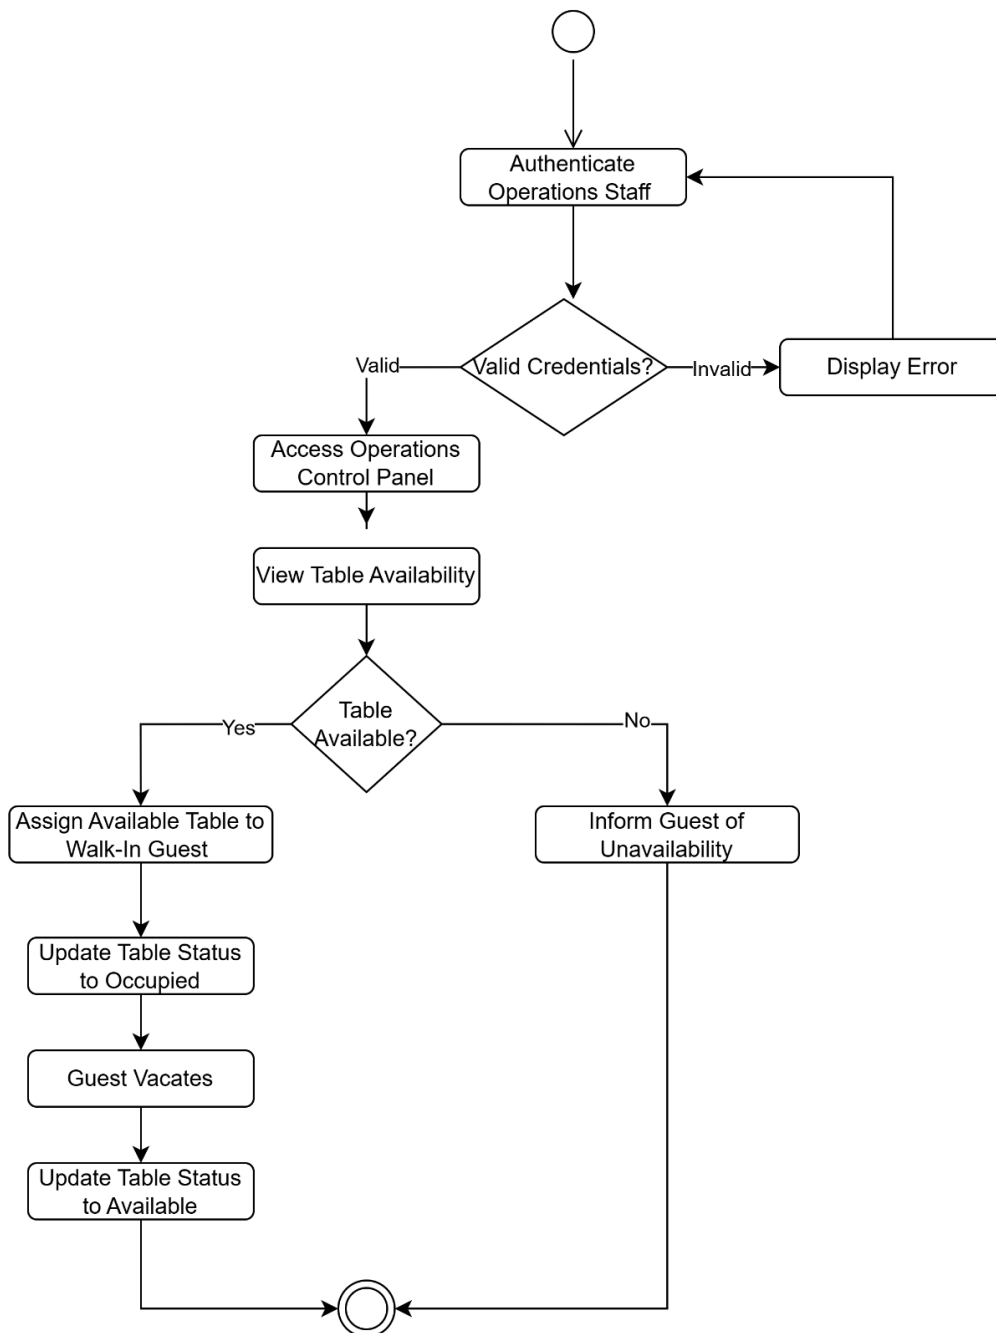 Authenticate
Operations Staff
Valid
Valid Credentials?
Invalid
Display Error
Access Operations
Control Panel
View Table Availability
Table
Available?
Yes
No
Assign Available Table to
Walk-In Guest
Inform Guest of
Unavailability
Update Table Status
to Occupied
Guest Vacates
Update Table Status
to Available